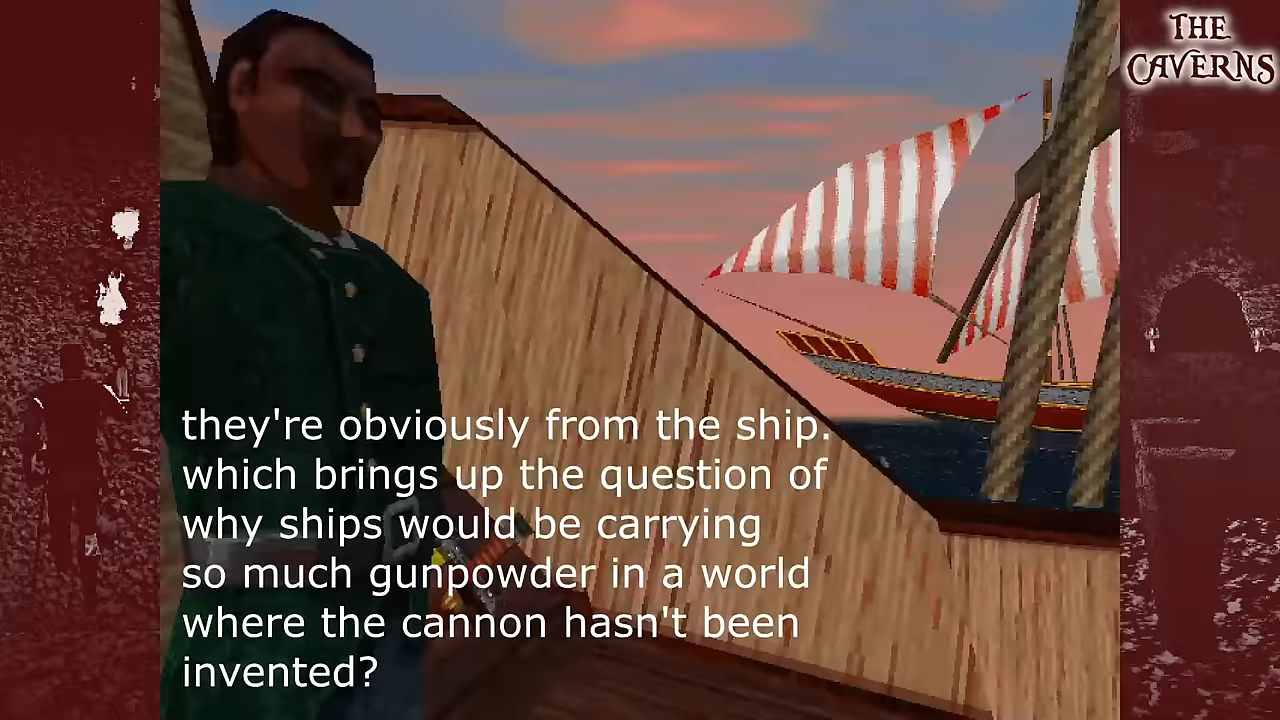 THE
CAVERNS
they're obviously from the ship.
which brings up the question of
why ships would be carrying
so much gunpowder in a world
where the cannon hasn't been
invented?